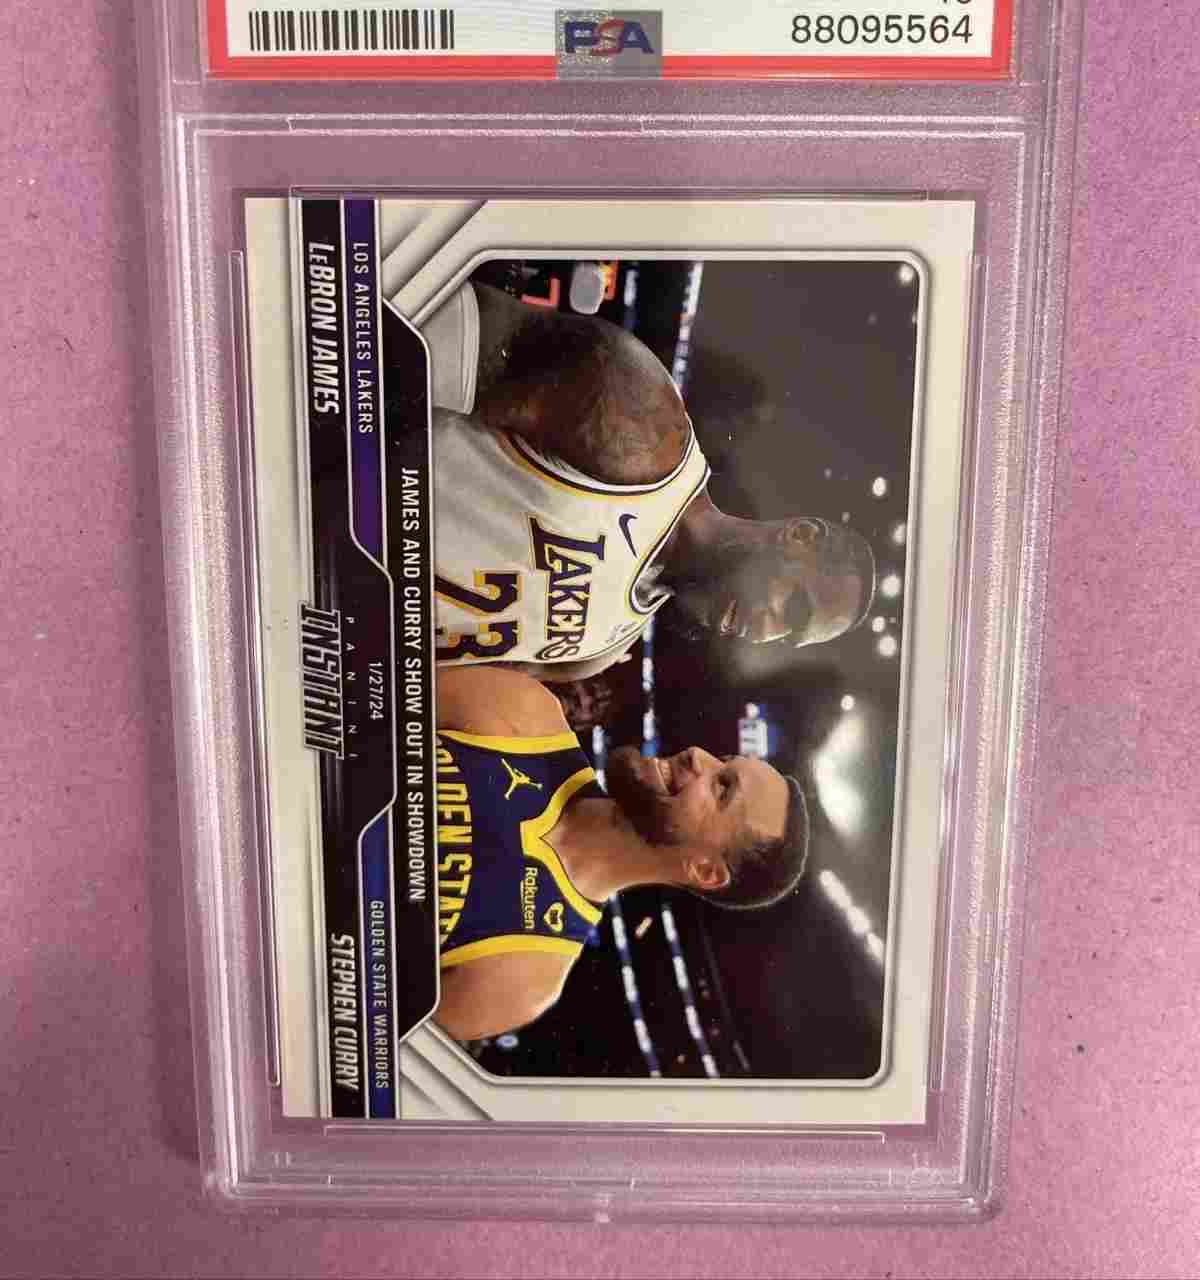 PSA
88095564
LAKERS
23
GOLDEN STA
Rakuten
JAMES AND CURRY SHOW OUT IN SHOWDOWN
LOS ANGELES LAKERS
1/27/24
GOLDEN STATE WARRIORS
LeBRON JAMES
PANINI
INSTANT
STEPHEN CURRY